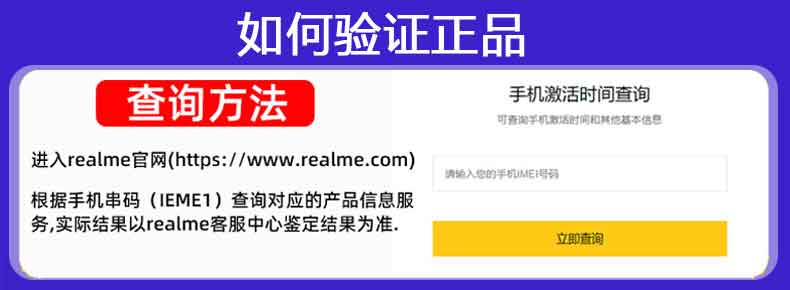 如何验证正品
查询方法
进入realme官网(https://www.realme.com)
根据手机串码（IEME1）查询对应的产品信息服
务,实际结果以realme客服中心鉴定结果为准.
手机激活时间查询
可查询手机激活时间和其他基本信息
请输入您的手机IMEI号码
立即查询